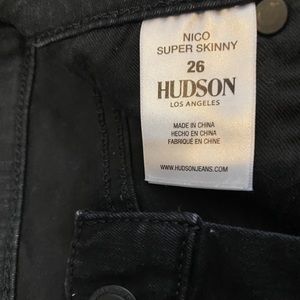 NICO
SUPER SKINNY
26
HUDSON
LOS ANGELES
MADE IN CHINA
HECHO EN CHINA
FABRIQUÉ EN CHINE
WWW.HUDSONJEANS.COM